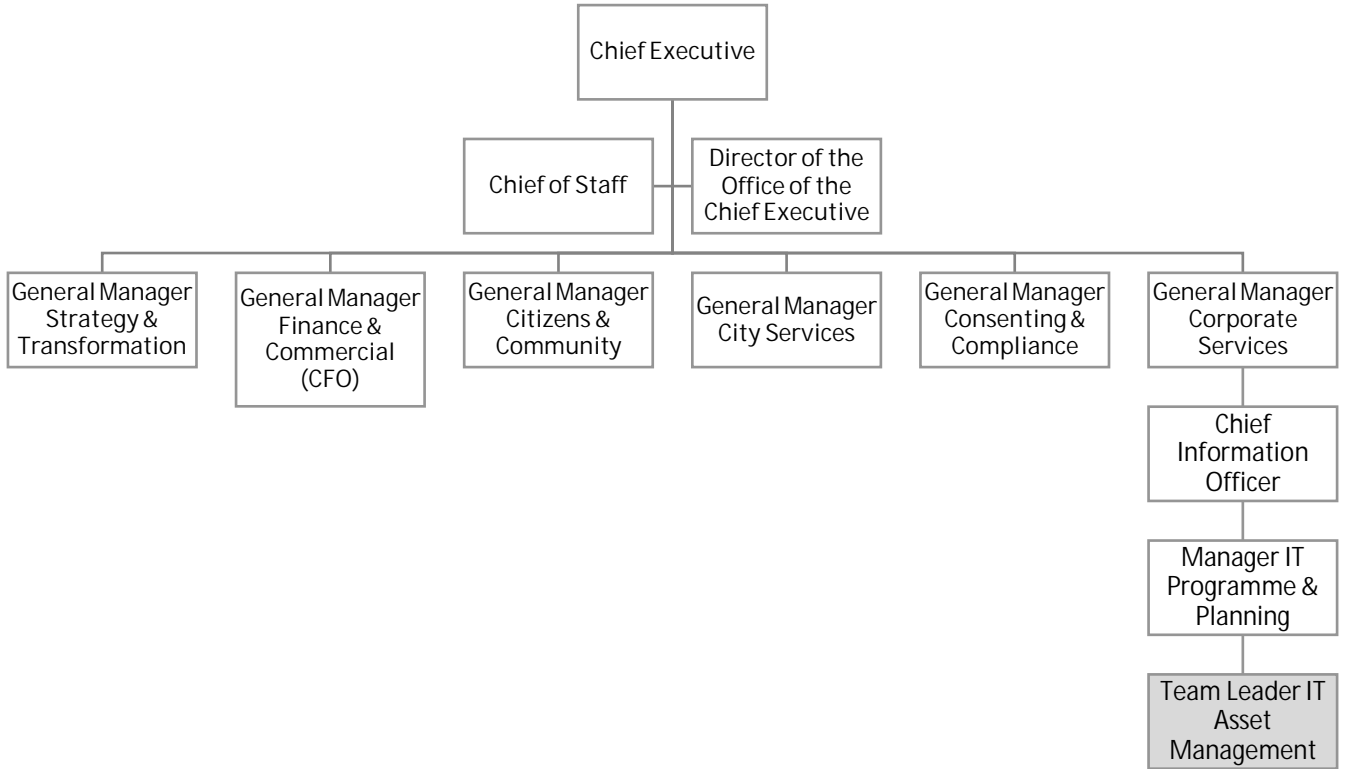 Chief Executive
Chief of Staff
Director of the
Office of the
Chief Executive
General Manager
Strategy &
Transformation
General Manager
Finance &
Commercial
(CFO)
General Manager
Citizens &
Community
General Manager
City Services
General Manager
Consenting &
Compliance
General Manager
Corporate
Services
Chief
Information
Officer
Manager IT
Programme &
Planning
Team Leader IT
Asset
Management